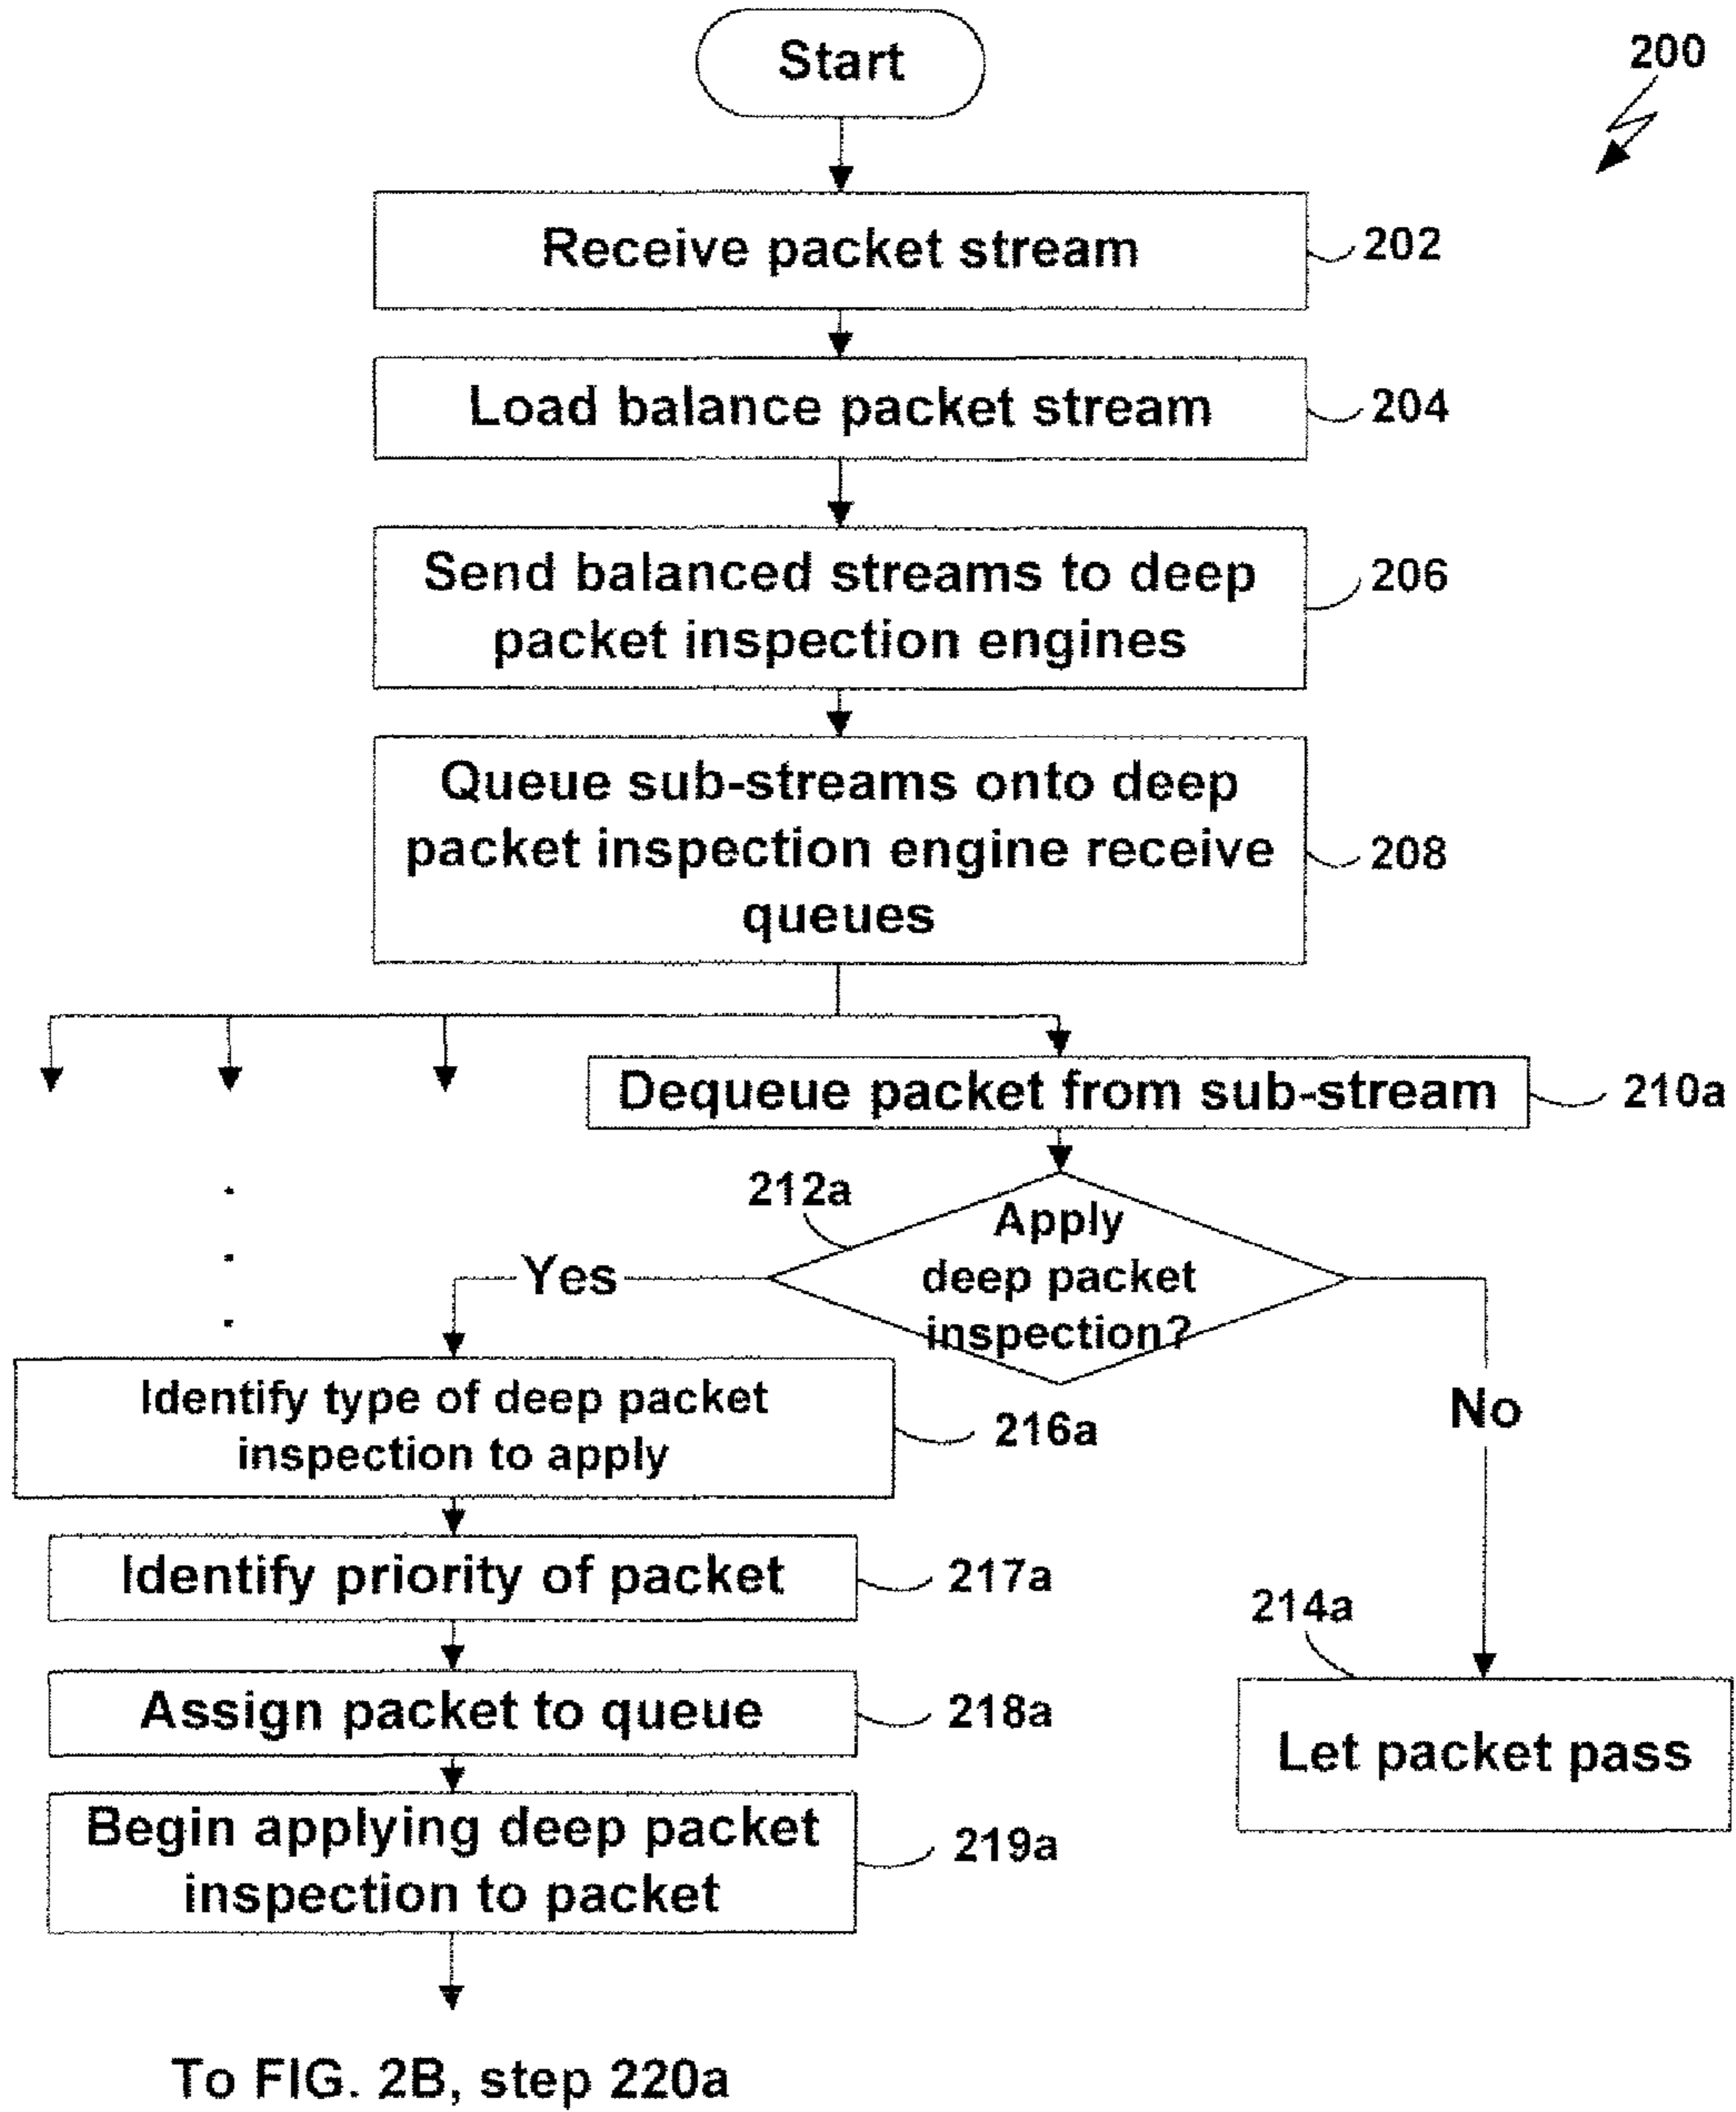 Start
200
Receive packet stream
202
Load balance packet stream
204
Send balanced streams to deep
packet inspection engines
206
Queue sub-streams onto deep
packet inspection engine receive
queues
208
Dequeue packet from sub-stream
210a
212a
Apply
deep packet
inspection?
Yes
No
Identify type of deep packet
inspection to apply
216a
Identify priority of packet
217a
214a
Assign packet to queue
218a
Let packet pass
Begin applying deep packet
inspection to packet
219a
To FIG. 2B, step 220a